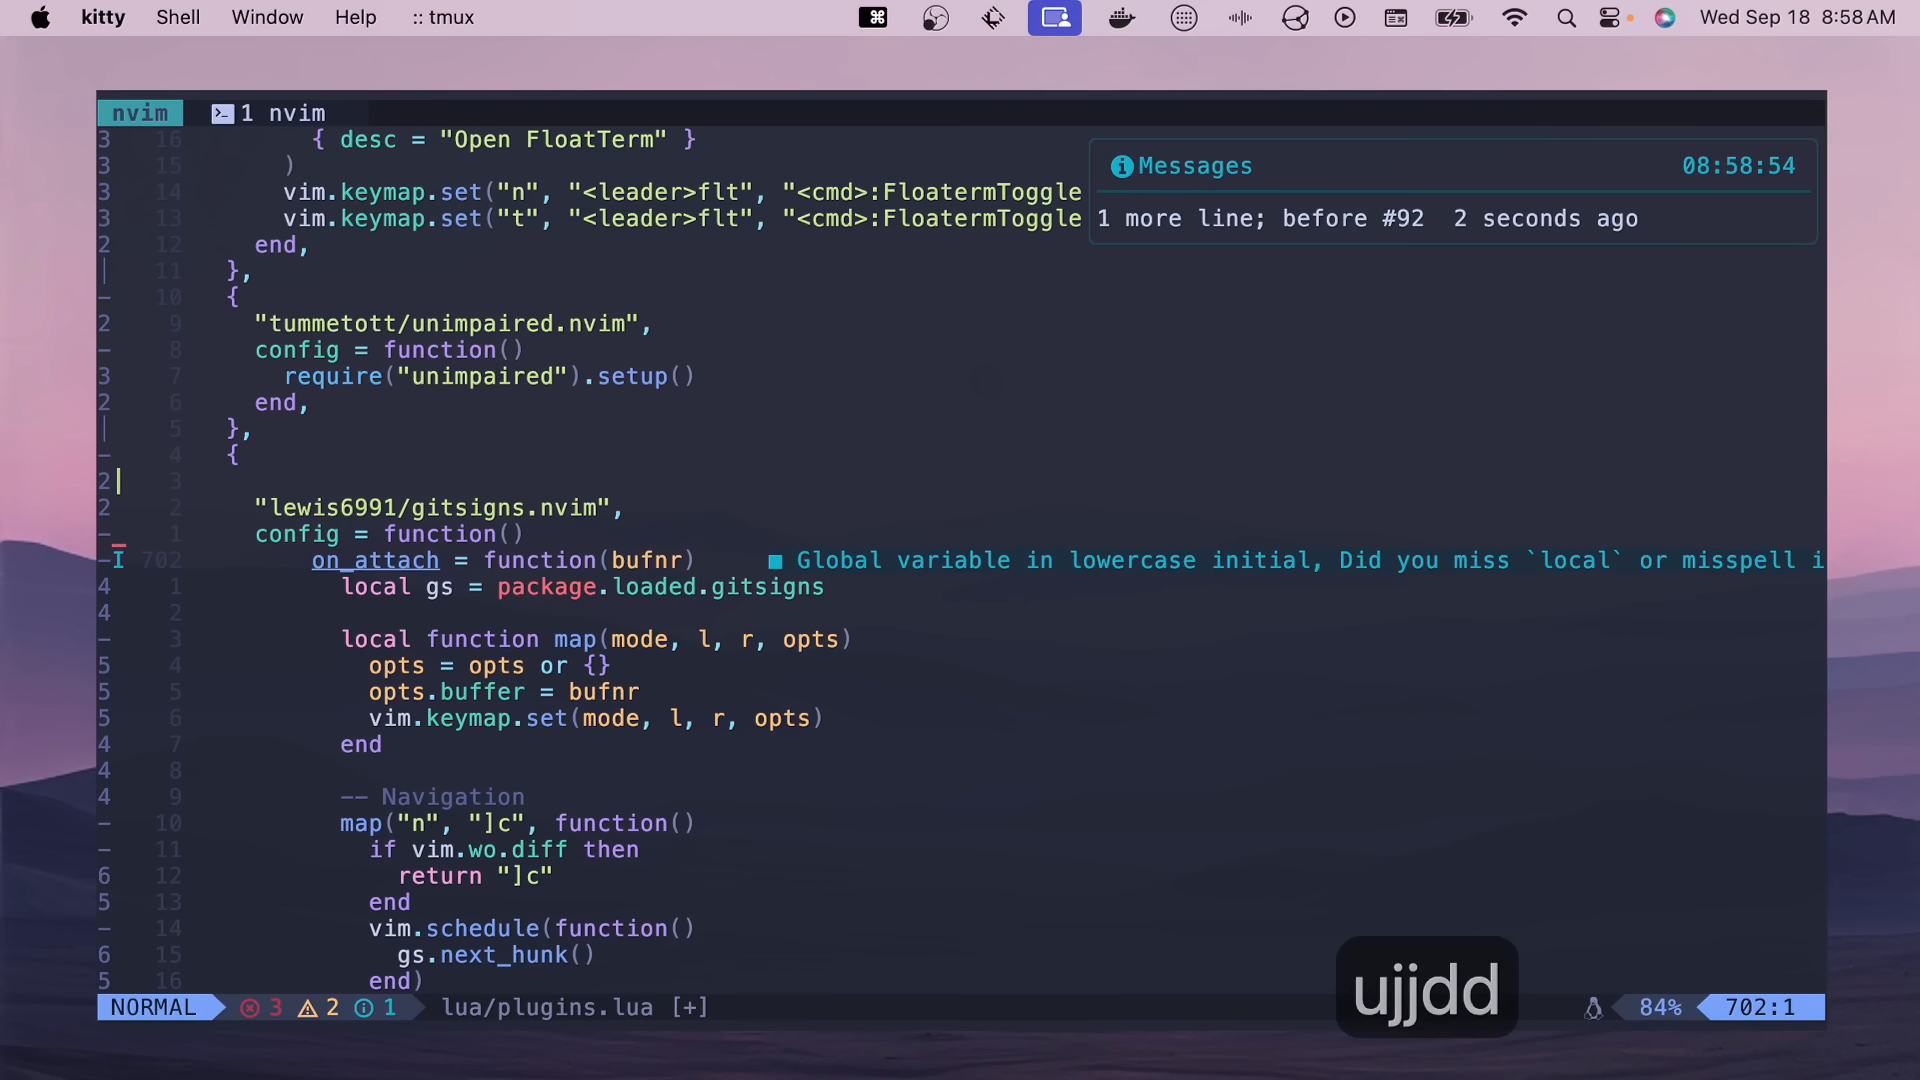 kitty Shell Window Help :: tmux Wed Sep 18 8:58 AM
nvim 1 nvim
3 16 { desc = "Open FloatTerm" }
3 15 )
3 14 vim.keymap.set("n", "<leader>flt", "<cmd>:FloatermToggle
3 13 vim.keymap.set("t", "<leader>flt", "<cmd>:FloatermToggle
Messages 08:58:54
1 more line; before #92 2 seconds ago
2 12 end,
│ 11 },
- 10 {
2 9 "tummetott/unimpaired.nvim",
- 8 config = function()
3 7 require("unimpaired").setup()
2 6 end,
│ 5 },
- 4 {
2 3
2 2 "lewis6991/gitsigns.nvim",
- 1 config = function()
-I 702 on_attach = function(bufnr) ■ Global variable in lowercase initial, Did you miss `local` or misspell i
4 1 local gs = package.loaded.gitsigns
4 2
- 3 local function map(mode, l, r, opts)
5 4 opts = opts or {}
5 5 opts.buffer = bufnr
5 6 vim.keymap.set(mode, l, r, opts)
4 7 end
4 8
4 9 -- Navigation
- 10 map("n", "]c", function()
- 11 if vim.wo.diff then
6 12 return "]c"
5 13 end
- 14 vim.schedule(function()
6 15 gs.next_hunk()
5 16 end)
ujjdd
NORMAL 3 2 1 lua/plugins.lua [+] 84% 702:1